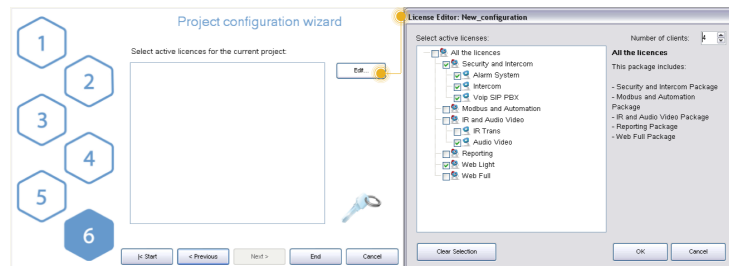 Project configuration wizard
1
2
3
4
5
6
Select active licences for the current project:
Edit...
|< Start
< Previous
Next >
End
Cancel
License Editor: New_configuration
Select active licenses:
Number of clients: 4
All the licences
Security and Intercom
Alarm System
Intercom
Voip SIP PBX
Modbus and Automation
IR and Audio Video
IR Trans
Audio Video
Reporting
Web Light
Web Full
All the licences
This package includes:
- Security and Intercom Package
- Modbus and Automation
Package
- IR and Audio Video Package
- Reporting Package
- Web Full Package
Clear Selection
OK
Cancel